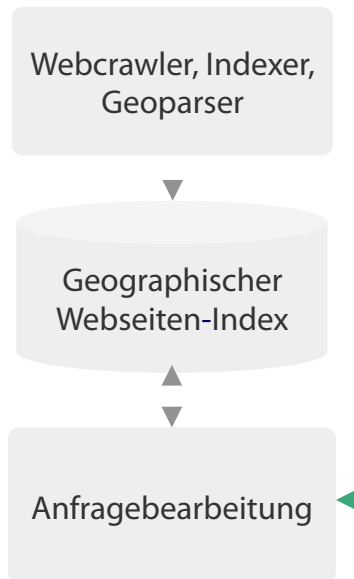 Webcrawler, Indexer,
Geoparser
Geographischer
Webseiten-Index
Anfragebearbeitung